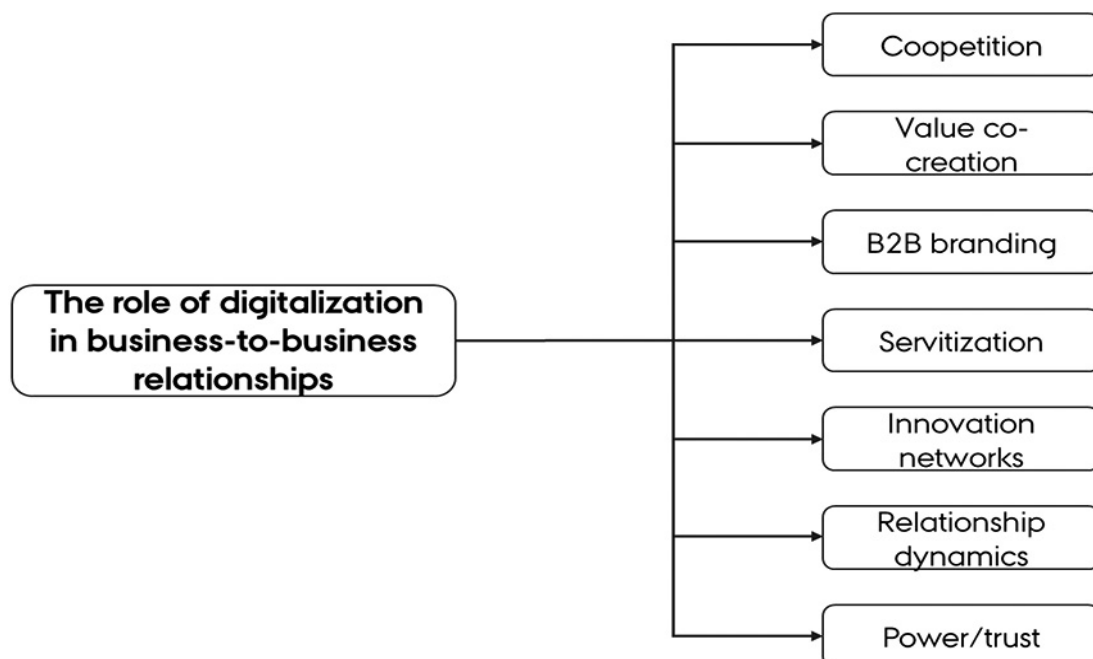 The role of digitalization
in business-to-business
relationships
Coopetition
Value co-
creation
B2B branding
Servitization
Innovation
networks
Relationship
dynamics
Power/trust